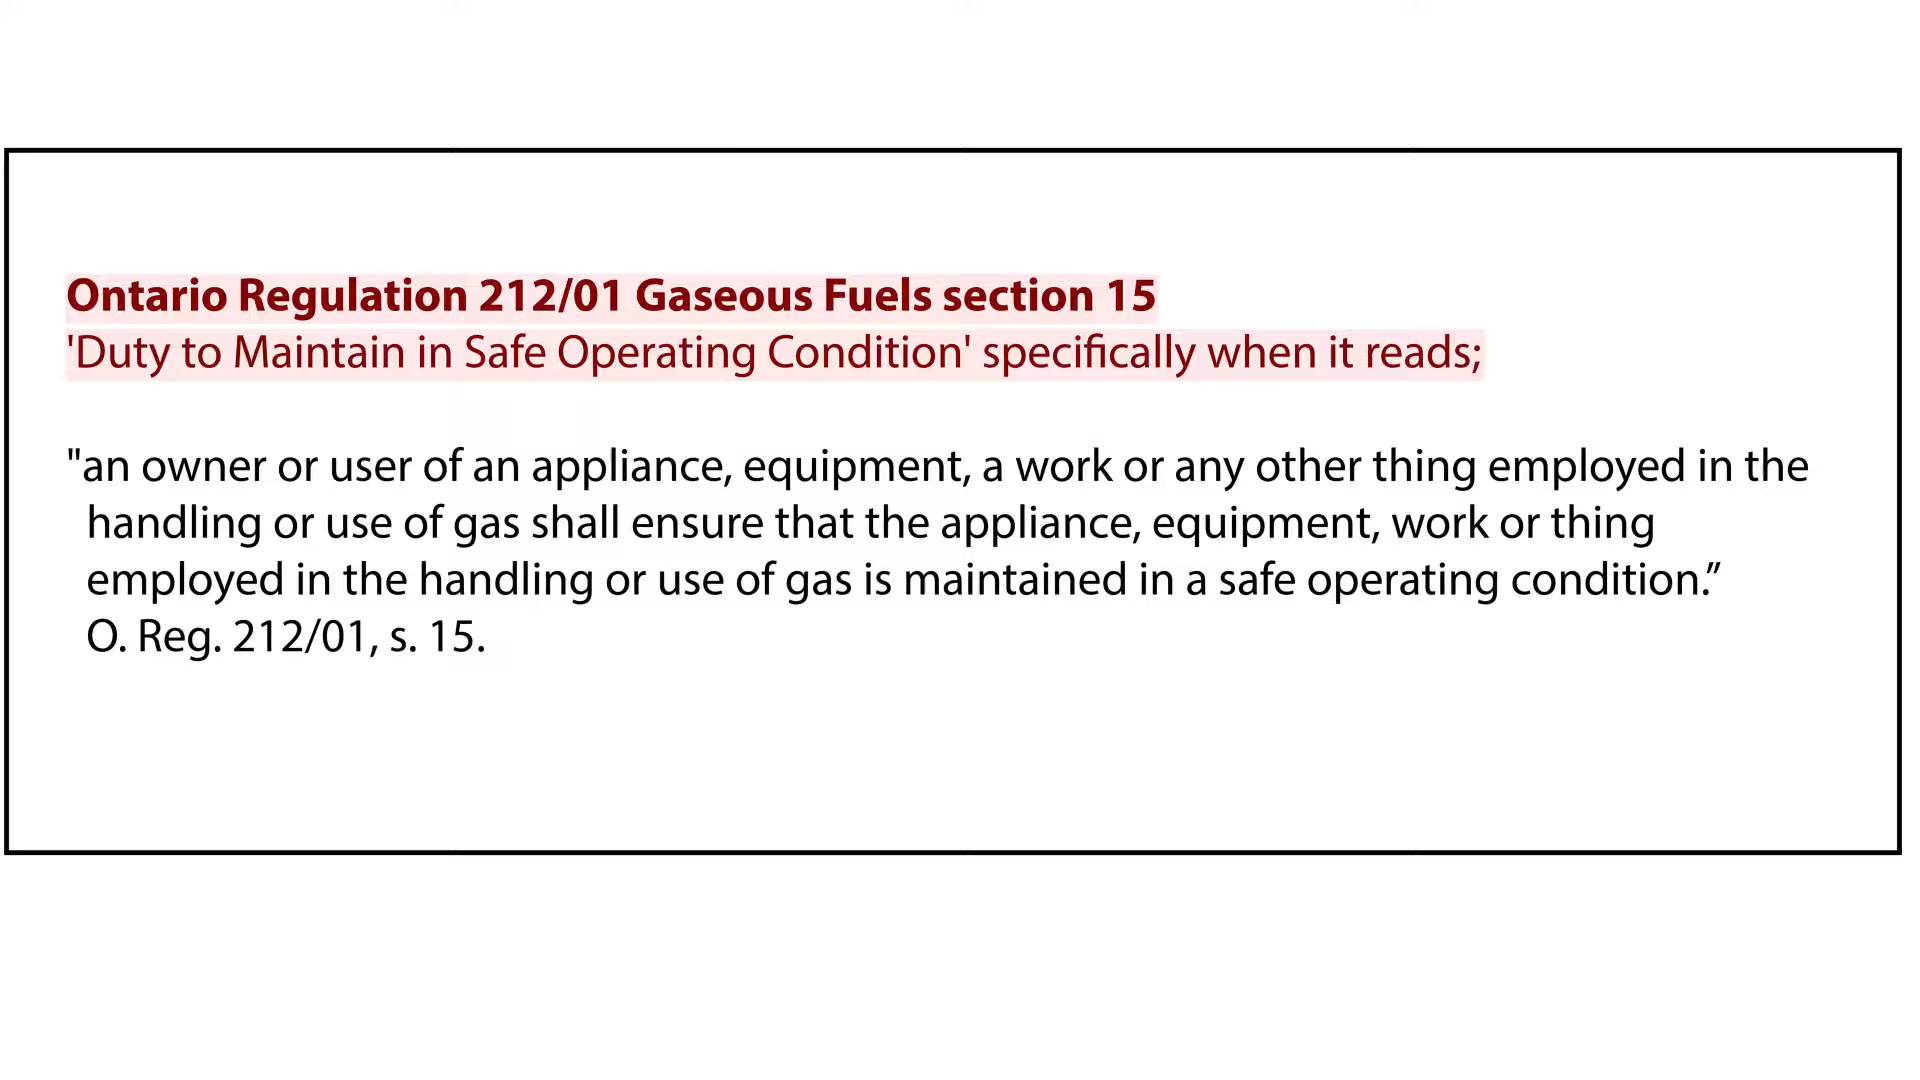 Ontario Regulation 212/01 Gaseous Fuels section 15
'Duty to Maintain in Safe Operating Condition' specifically when it reads;
"an owner or user of an appliance, equipment, a work or any other thing employed in the
handling or use of gas shall ensure that the appliance, equipment, work or thing
employed in the handling or use of gas is maintained in a safe operating condition.”
O. Reg. 212/01, s. 15.